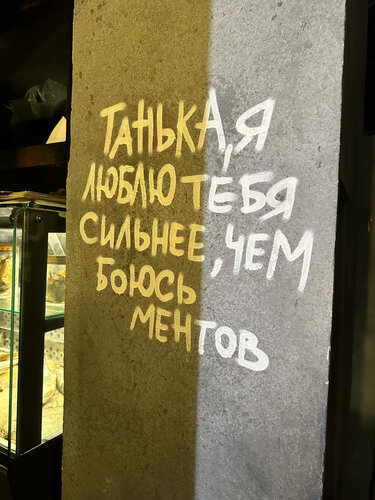 ТАНЬКА, Я
ЛЮБЛЮ ТЕБЯ
СИЛЬНЕЕ, ЧЕМ
БОЮСЬ
МЕНТОВ